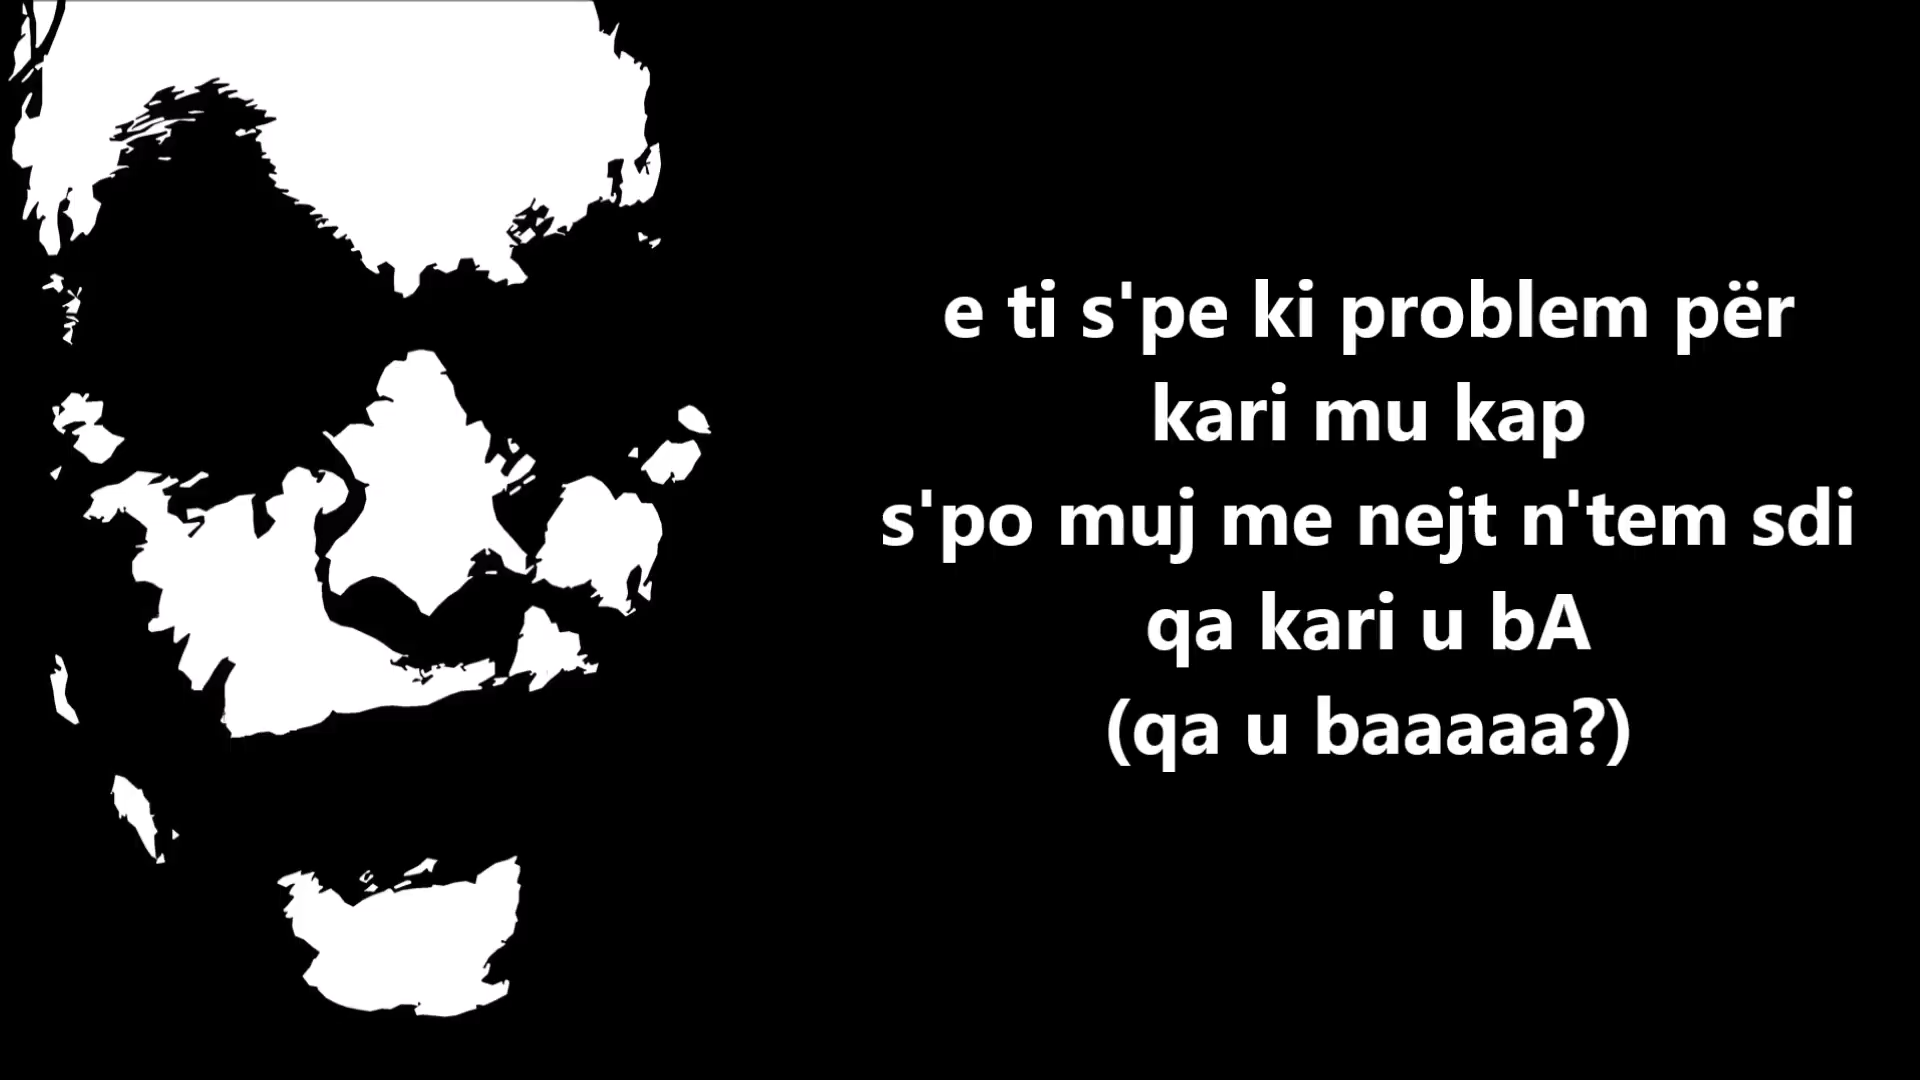 e ti s'pe ki problem për
kari mu kap
s'po muj me nejt n'tem sdi
qa kari u bA
(qa u baaaaa?)